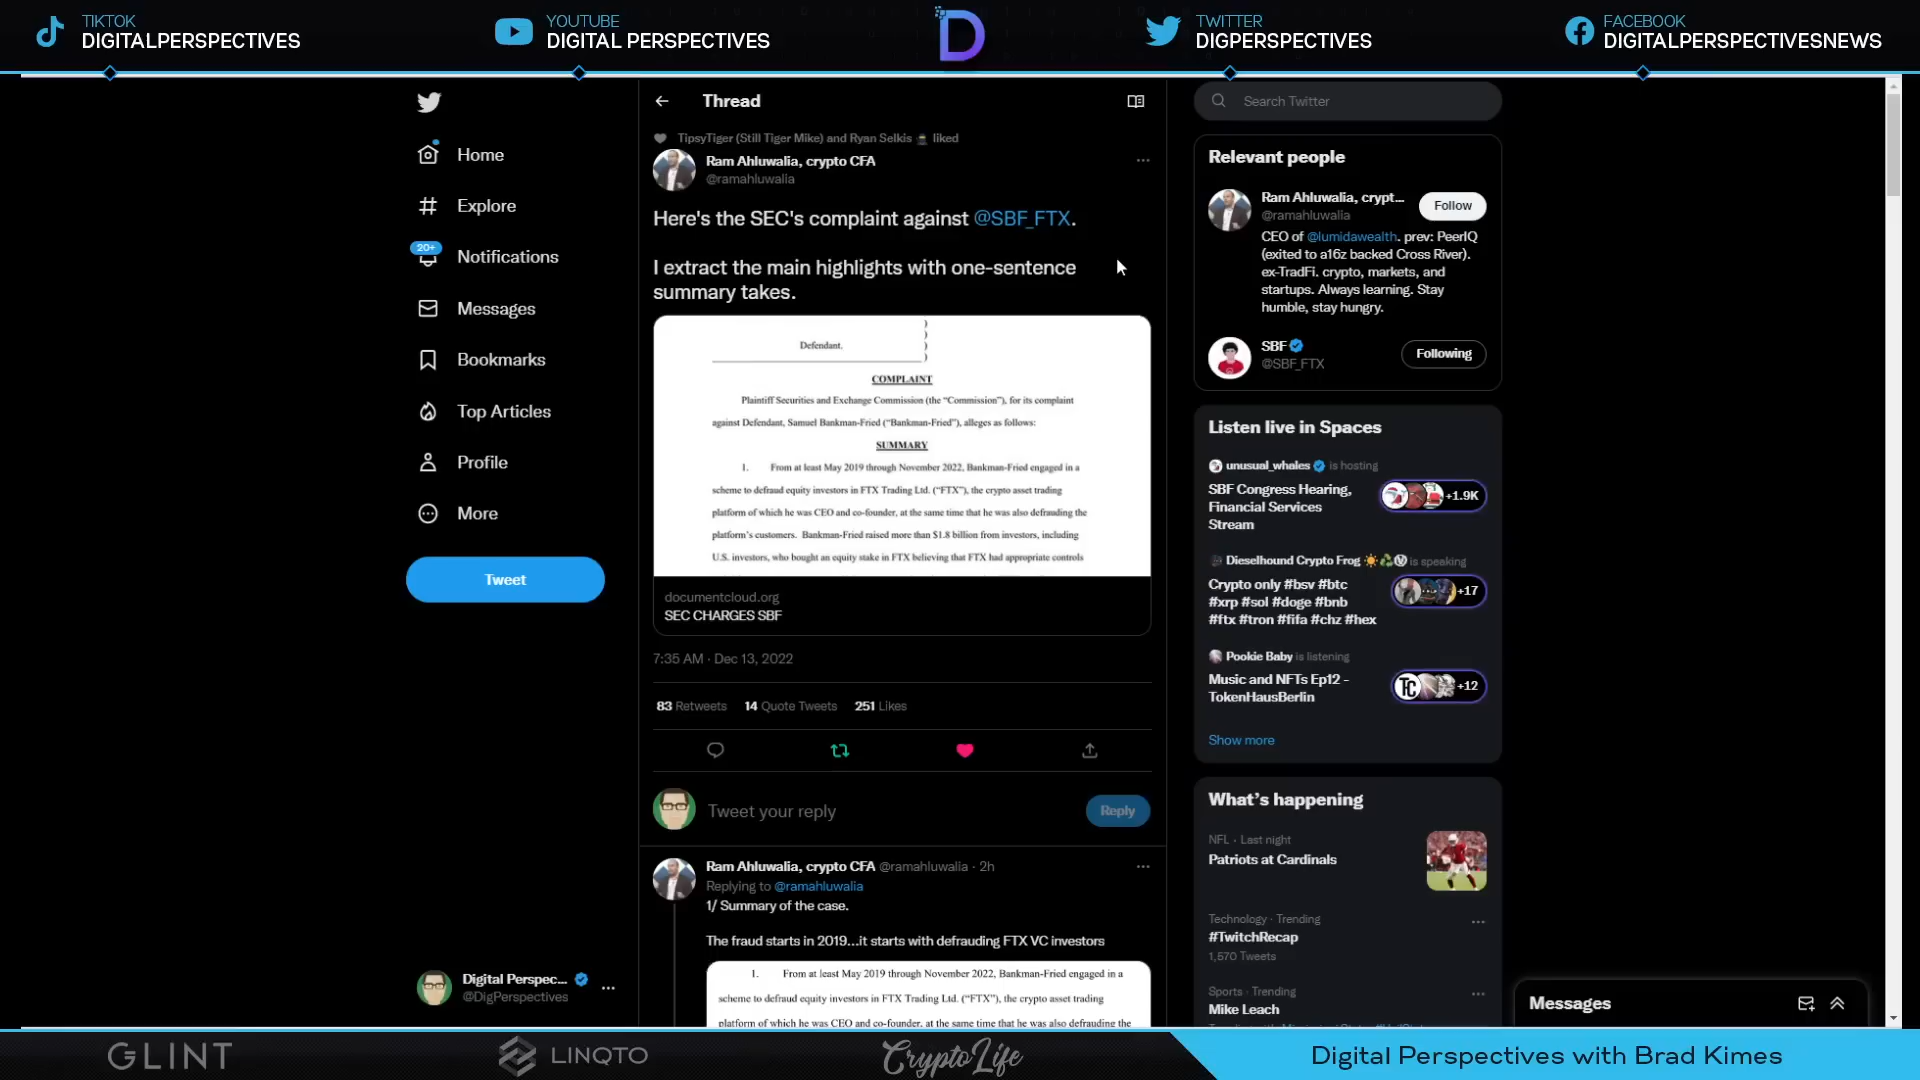 TIKTOK
DIGITALPERSPECTIVES
YOUTUBE
DIGITAL PERSPECTIVES
D
TWITTER
DIGPERSPECTIVES
FACEBOOK
DIGITALPERSPECTIVESNEWS
Home
Explore
20+
Notifications
Messages
Bookmarks
Top Articles
Profile
More
Tweet
Digital Perspec...
@DigPerspectives
Thread
TipsyTiger (Still Tiger Mike) and Ryan Selkis liked
Ram Ahluwalia, crypto CFA
@ramahluwalia
Here's the SEC's complaint against @SBF_FTX.
I extract the main highlights with one-sentence
summary takes.
)
)
Defendant. )
)
COMPLAINT
Plaintiff Securities and Exchange Commission (the “Commission”), for its complaint
against Defendant, Samuel Bankman-Fried (“Bankman-Fried”), alleges as follows:
SUMMARY
1. From at least May 2019 through November 2022, Bankman-Fried engaged in a
scheme to defraud equity investors in FTX Trading Ltd. (“FTX”), the crypto asset trading
platform of which he was CEO and co-founder, at the same time that he was also defrauding the
platform’s customers. Bankman-Fried raised more than $1.8 billion from investors, including
U.S. investors, who bought an equity stake in FTX believing that FTX had appropriate controls
documentcloud.org
SEC CHARGES SBF
7:35 AM · Dec 13, 2022
83 Retweets 14 Quote Tweets 251 Likes
Tweet your reply
Reply
Ram Ahluwalia, crypto CFA @ramahluwalia · 2h
Replying to @ramahluwalia
1/ Summary of the case.
The fraud starts in 2019...it starts with defrauding FTX VC investors
1. From at least May 2019 through November 2022, Bankman-Fried engaged in a
scheme to defraud equity investors in FTX Trading Ltd. (“FTX”), the crypto asset trading
platform of which he was CEO and co-founder, at the same time that he was also defrauding the
Search Twitter
Relevant people
Ram Ahluwalia, crypt...
@ramahluwalia
Follow
CEO of @lumidawealth. prev: PeerIQ
(exited to a16z backed Cross River).
ex-TradFi. crypto, markets, and
startups. Always learning. Stay
humble, stay hungry.
SBF
@SBF_FTX
Following
Listen live in Spaces
unusual_whales is hosting
SBF Congress Hearing,
Financial Services
Stream
+1.9K
Dieselhound Crypto Frog is speaking
Crypto only #bsv #btc
#xrp #sol #doge #bnb
#ftx #tron #fifa #chz #hex
+17
Pookie Baby is listening
Music and NFTs Ep12 -
TokenHausBerlin
TC
+12
Show more
What’s happening
NFL · Last night
Patriots at Cardinals
Technology · Trending
#TwitchRecap
1,570 Tweets
Sports · Trending
Mike Leach
Messages
GLINT
LINQTO
CryptoLife
Digital Perspectives with Brad Kimes